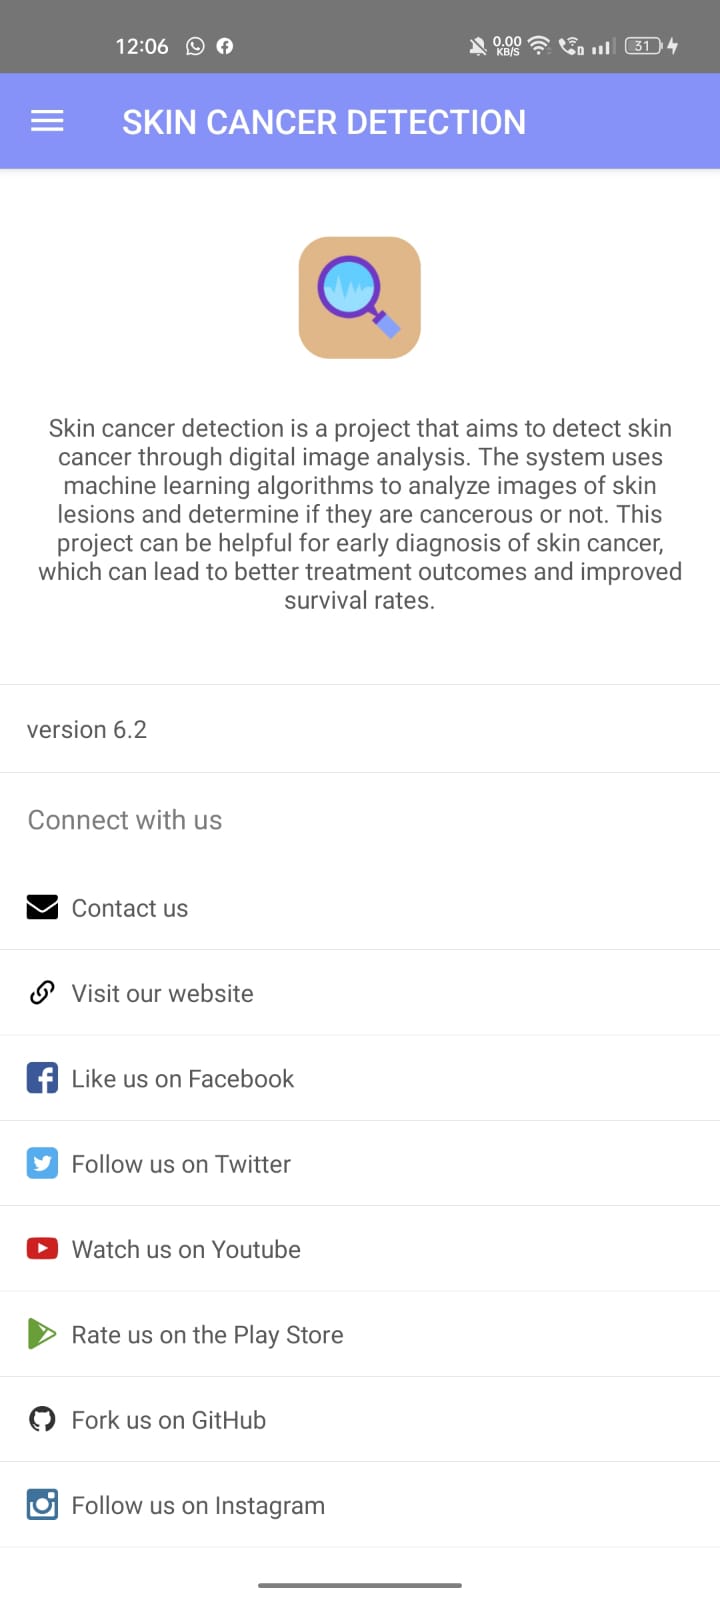 12:06
0.00
KB/S
31
SKIN CANCER DETECTION
Skin cancer detection is a project that aims to detect skin
cancer through digital image analysis. The system uses
machine learning algorithms to analyze images of skin
lesions and determine if they are cancerous or not. This
project can be helpful for early diagnosis of skin cancer,
which can lead to better treatment outcomes and improved
survival rates.
version 6.2
Connect with us
Contact us
Visit our website
Like us on Facebook
Follow us on Twitter
Watch us on Youtube
Rate us on the Play Store
Fork us on GitHub
Follow us on Instagram